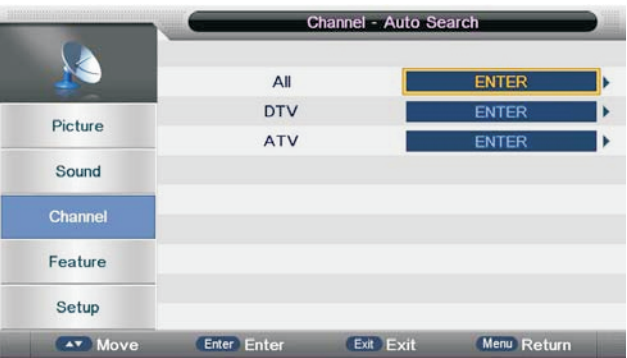 Channel - Auto Search
All ENTER
DTV ENTER
ATV ENTER
Picture
Sound
Channel
Feature
Setup
Move Enter Enter Exit Exit Menu Return